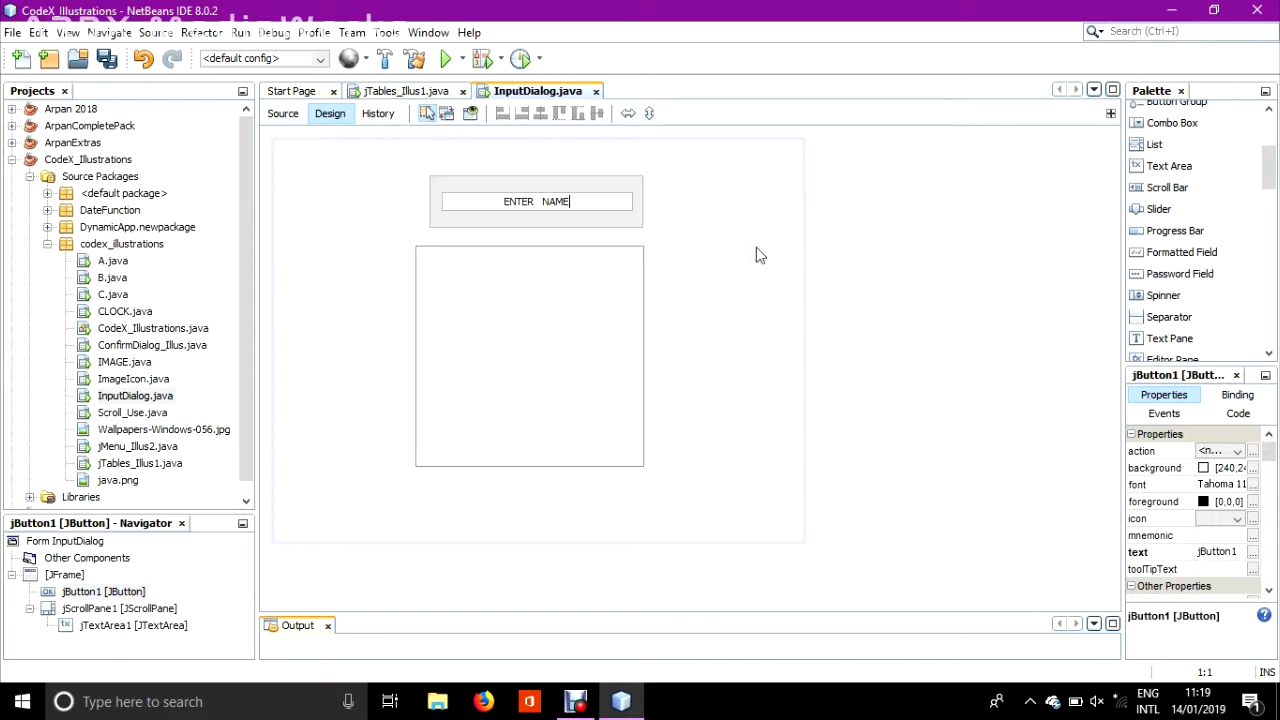 CodeX_Illustrations - NetBeans IDE 8.0.2
File Edit View Navigate Source Refactor Run Debug Profile Team Tools Window Help
Search (Ctrl+I)
<default config>
Projects
Start Page
jTables_Illus1.java
InputDialog.java
Palette
Source Design History
Arpan 2018
ArpanCompletePack
ArpanExtras
CodeX_Illustrations
Source Packages
<default package>
DateFunction
DynamicApp.newpackage
codex_illustrations
A.java
B.java
C.java
CLOCK.java
CodeX_Illustrations.java
ConfirmDialog_Illus.java
IMAGE.java
ImageIcon.java
InputDialog.java
Scroll_Use.java
Wallpapers-Windows-056.jpg
jMenu_Illus2.java
jTables_Illus1.java
java.png
Libraries
ENTER NAME
Button Group
Combo Box
List
Text Area
Scroll Bar
Slider
Progress Bar
Formatted Field
Password Field
Spinner
Separator
Text Pane
Editor Pane
jButton1 [JButt...
Properties Binding
Events Code
Properties
action <n... ...
background [240,24 ...
font Tahoma 11 ...
foreground [0,0,0] ...
icon ...
mnemonic ...
text jButton1 ...
toolTipText ...
Other Properties
jButton1 [JButton]
jButton1 [JButton] - Navigator
Form InputDialog
Other Components
[JFrame]
jButton1 [JButton]
jScrollPane1 [JScrollPane]
jTextArea1 [JTextArea]
Output
1:1 INS
Type here to search
ENG
INTL
11:19
14/01/2019
1